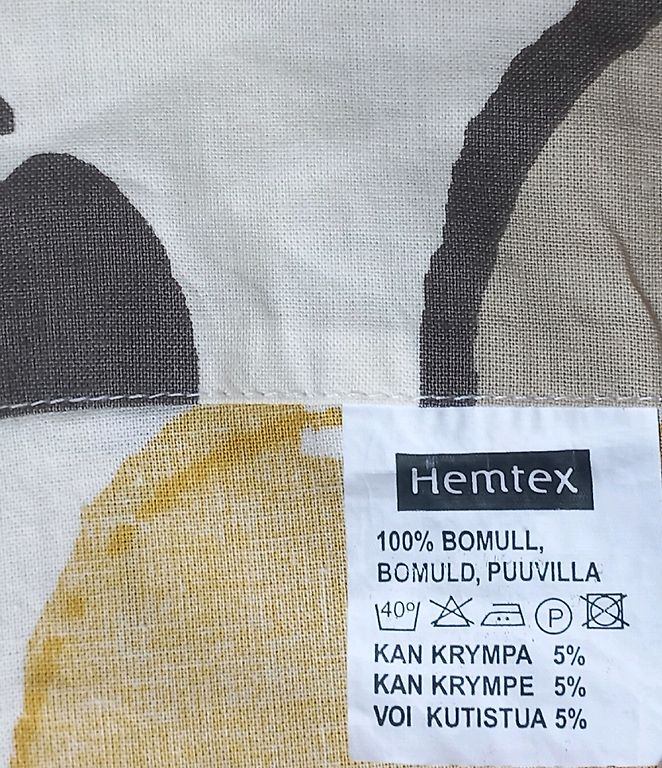 Hemtex
100% BOMULL,
BOMULD, PUUVILLA
40° P
KAN KRYMPA 5%
KAN KRYMPE 5%
VOI KUTISTUA 5%